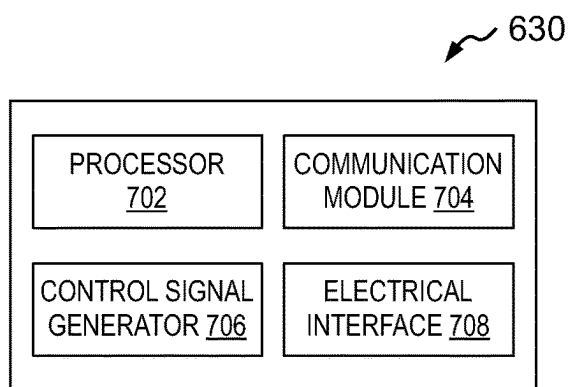 630
PROCESSOR
702
COMMUNICATION
MODULE 704
CONTROL SIGNAL
GENERATOR 706
ELECTRICAL
INTERFACE 708